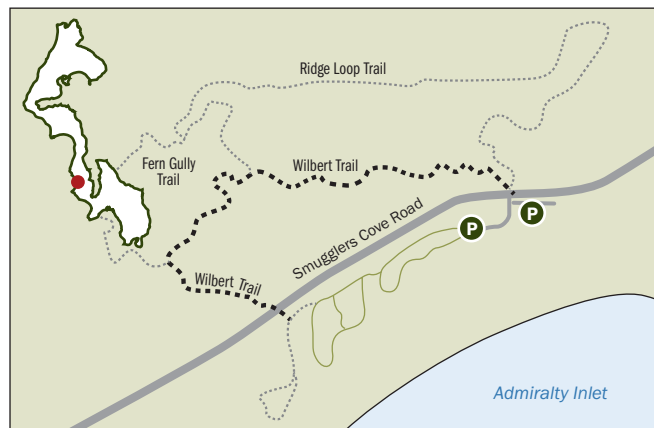 Ridge Loop Trail
Fern Gully
Trail
Wilbert Trail
Smugglers Cove Road
P
P
Wilbert Trail
Admiralty Inlet